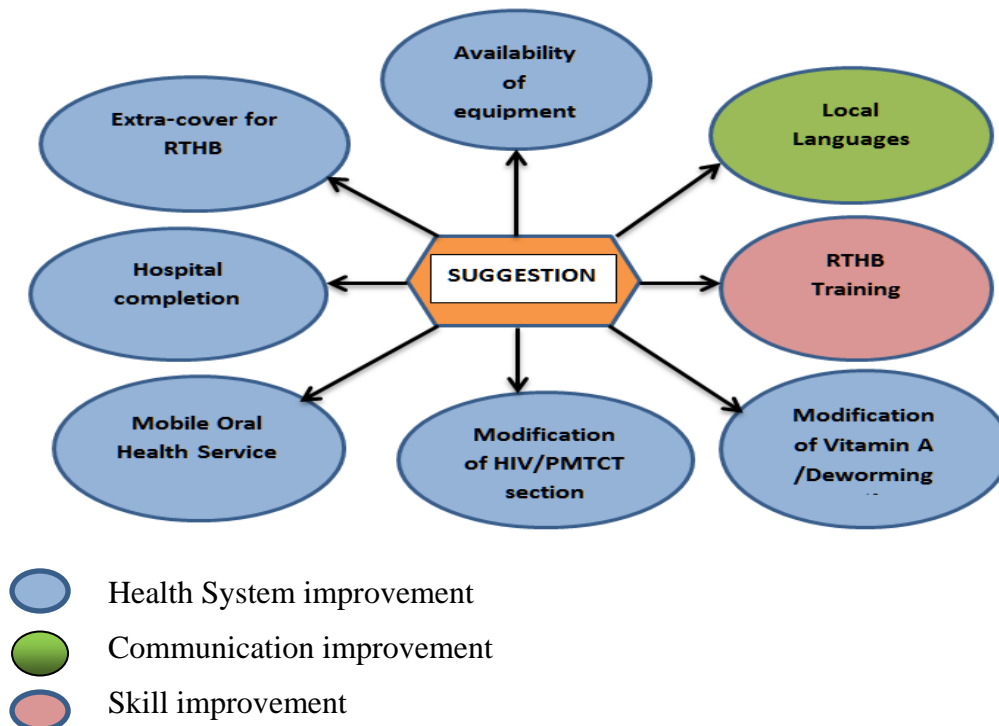 Availability
of
equipment
Extra-cover for
RTHB
Local
Languages
Hospital
completion
SUGGESTION
RTHB
Training
Mobile Oral
Health Service
Modification
of HIV/PMTCT
section
Modification
of Vitamin A
/Deworming
Health System improvement
Communication improvement
Skill improvement